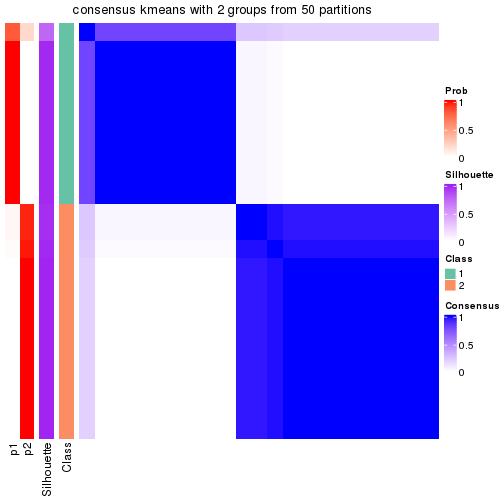 consensus kmeans with 2 groups from 50 partitions
Prob
1
0.5
0
Silhouette
1
0.5
0
Class
1
2
Consensus
1
0.5
0
p1
p2
Silhouette
Class